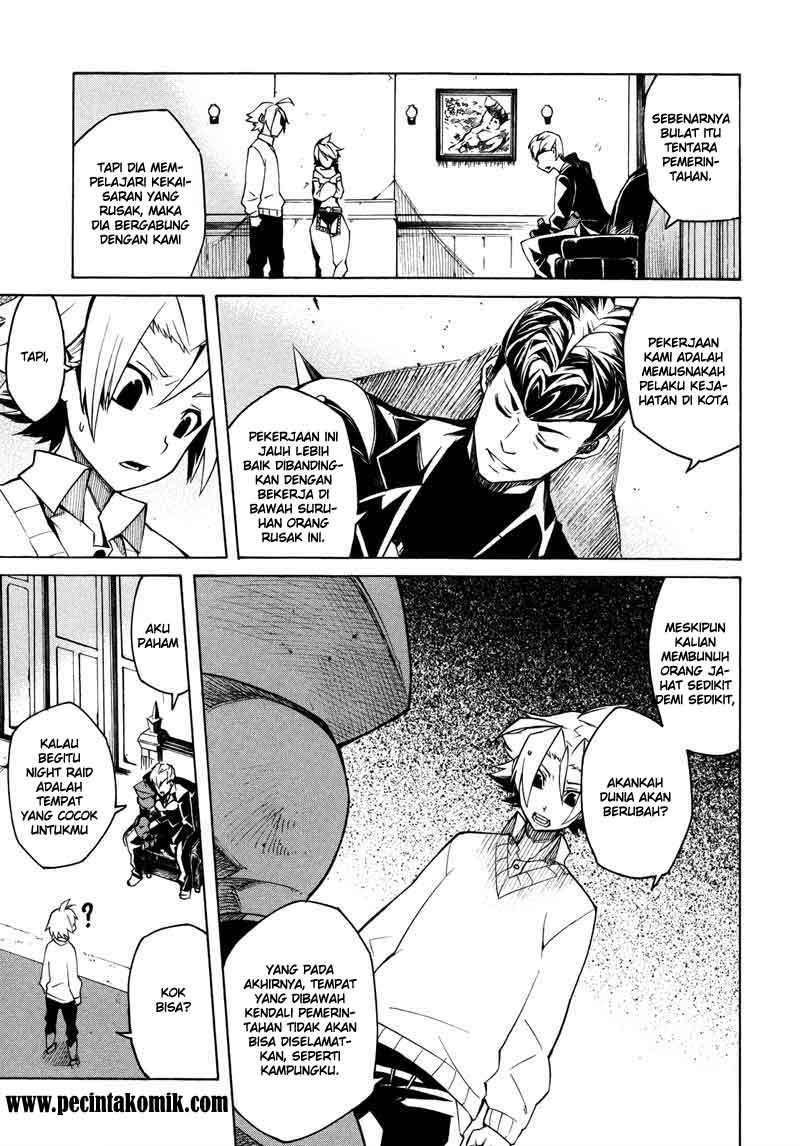 SEBENARNYA
BULAT ITU
TENTARA
PEMERIN-
TAHAN.
TAPI DIA MEM-
PELAJARI KEKAI-
SARAN YANG
RUSAK, MAKA
DIA BERGABUNG
DENGAN KAMI
PEKERJAAN
KAMI ADALAH
MEMUSNAKAH
PELAKU KEJA-
HATAN DI KOTA
PEKERJAAN INI
JAUH LEBIH
BAIK DIBANDING-
KAN DENGAN
BEKERJA DI
BAWAH SURU-
HAN ORANG
RUSAK INI.
TAPI,
MESKIPUN
KALIAN
MEMBUNUH
ORANG JA-
HAT SEDIKIT
DEMI SEDIKIT,
AKANKAH
DUNIA AKAN
BERUBAH?
YANG PADA
AKHIRNYA, TEMPAT
YANG DIBAWAH
KENDALI PEMERIN-
TAHAN TIDAK AKAN
BISA DISELAMAT-
KAN, SEPERTI
KAMPUNGKU.
AKU
PAHAM
KALAU
BEGITU
NIGHT RAID
ADALAH
TEMPAT
YANG COCOK
UNTUKMU
?
KOK
BISA?
www.pecintakomik.com